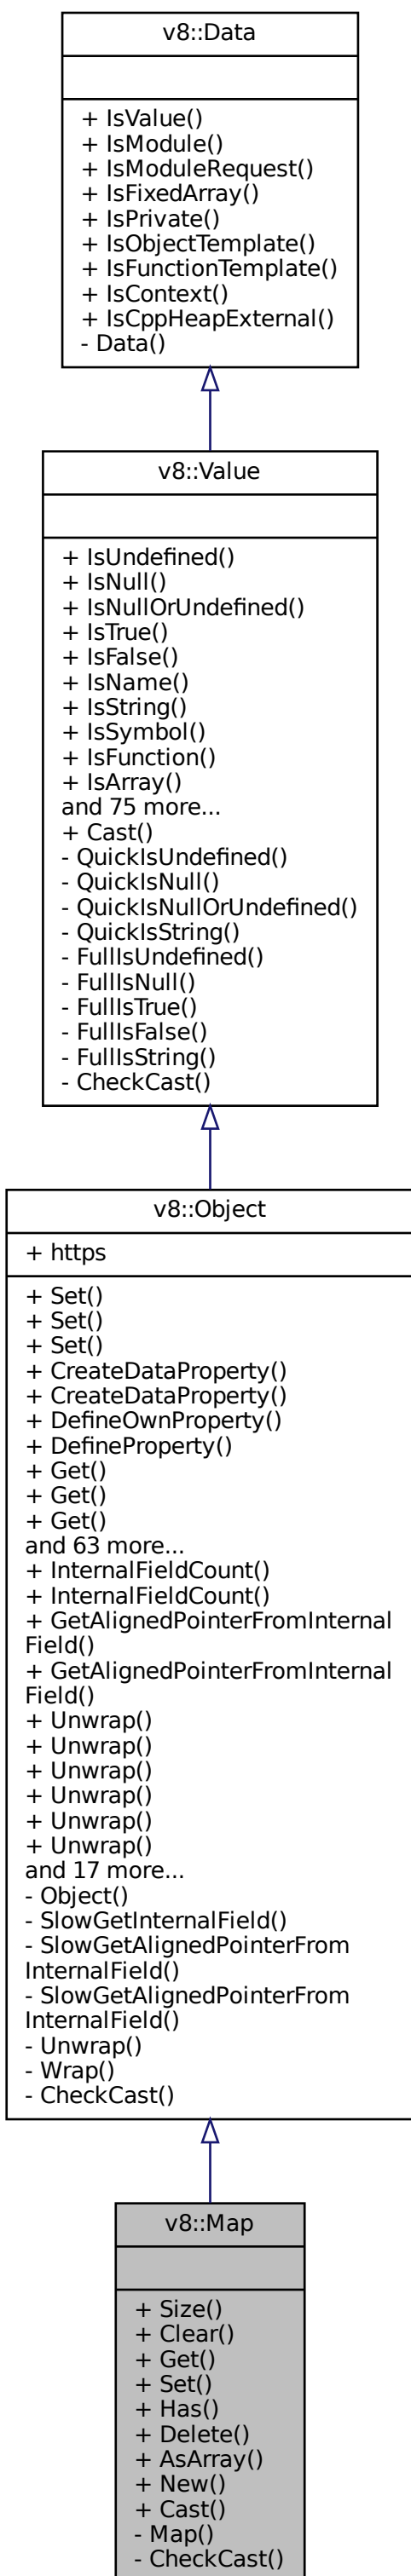 v8::Data
+ IsValue()
+ IsModule()
+ IsModuleRequest()
+ IsFixedArray()
+ IsPrivate()
+ IsObjectTemplate()
+ IsFunctionTemplate()
+ IsContext()
+ IsCppHeapExternal()
- Data()
v8::Value
+ IsUndefined()
+ IsNull()
+ IsNullOrUndefined()
+ IsTrue()
+ IsFalse()
+ IsName()
+ IsString()
+ IsSymbol()
+ IsFunction()
+ IsArray()
and 75 more...
+ Cast()
- QuickIsUndefined()
- QuickIsNull()
- QuickIsNullOrUndefined()
- QuickIsString()
- FullIsUndefined()
- FullIsNull()
- FullIsTrue()
- FullIsFalse()
- FullIsString()
- CheckCast()
v8::Object
+ https
+ Set()
+ Set()
+ Set()
+ CreateDataProperty()
+ CreateDataProperty()
+ DefineOwnProperty()
+ DefineProperty()
+ Get()
+ Get()
+ Get()
and 63 more...
+ InternalFieldCount()
+ InternalFieldCount()
+ GetAlignedPointerFromInternal
Field()
+ GetAlignedPointerFromInternal
Field()
+ Unwrap()
+ Unwrap()
+ Unwrap()
+ Unwrap()
+ Unwrap()
+ Unwrap()
and 17 more...
- Object()
- SlowGetInternalField()
- SlowGetAlignedPointerFrom
InternalField()
- SlowGetAlignedPointerFrom
InternalField()
- Unwrap()
- Wrap()
- CheckCast()
v8::Map
+ Size()
+ Clear()
+ Get()
+ Set()
+ Has()
+ Delete()
+ AsArray()
+ New()
+ Cast()
- Map()
- CheckCast()